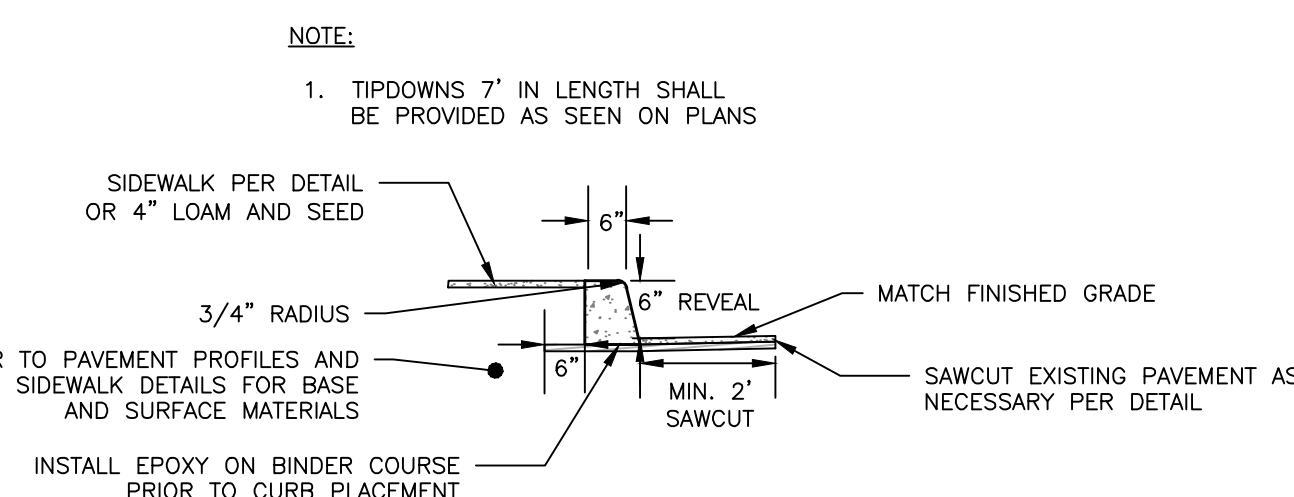 NOTE:
1. TIPDOWNS 7' IN LENGTH SHALL
BE PROVIDED AS SEEN ON PLANS
SIDEWALK PER DETAIL
OR 4" LOAM AND SEED
6"
3/4" RADIUS
6" REVEAL
MATCH FINISHED GRADE
TO PAVEMENT PROFILES AND
SIDEWALK DETAILS FOR BASE
AND SURFACE MATERIALS
6"
MIN. 2'
SAWCUT
SAWCUT EXISTING PAVEMENT AS
NECESSARY PER DETAIL
INSTALL EPOXY ON BINDER COURSE
PRIOR TO CURB PLACEMENT